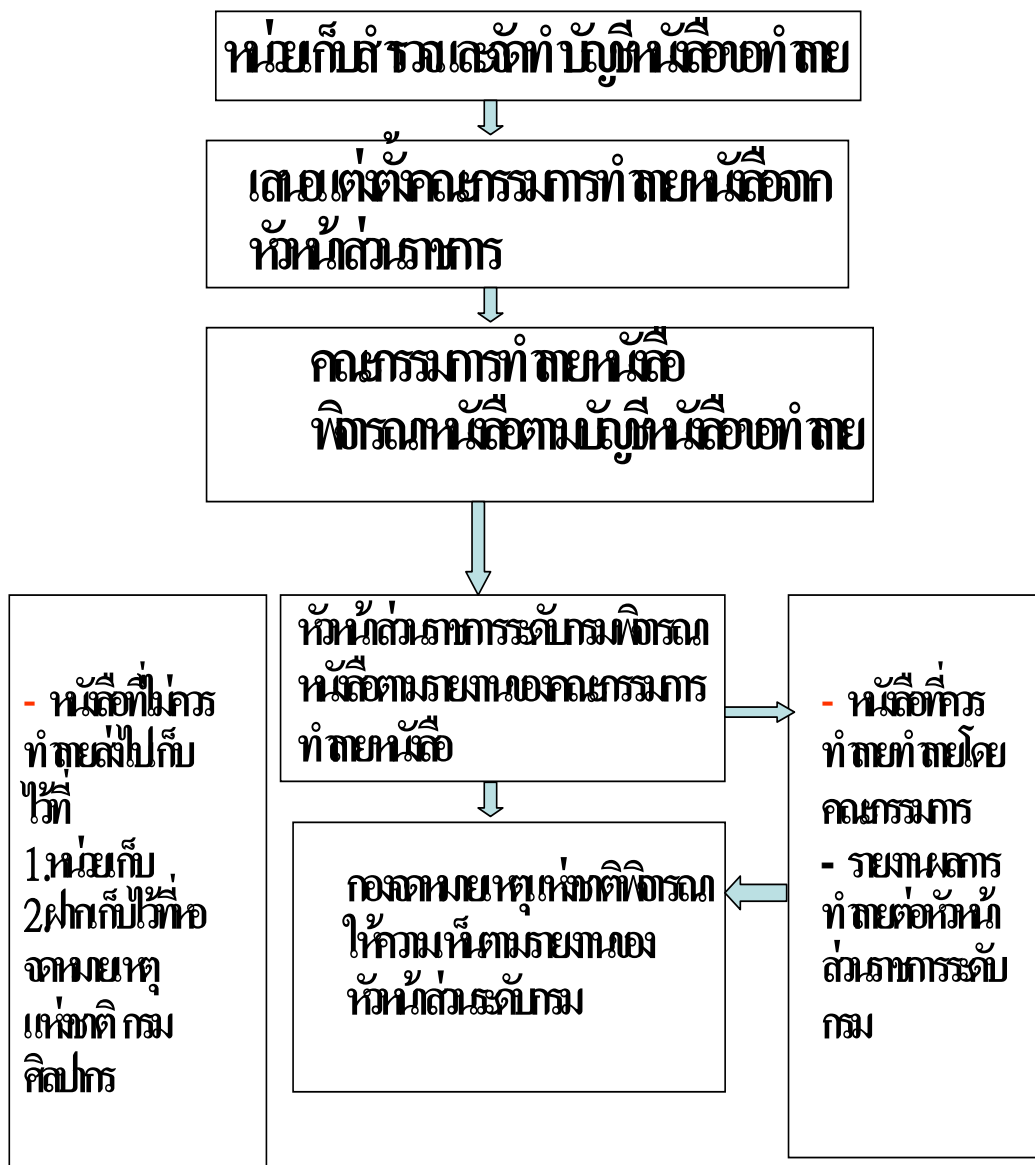 หน่วยเก็บสำรวจและจัดทำบัญชีหนังสือขอทำลาย
เสนอแต่งตั้งคณะกรรมการทำลายหนังสือจาก
หัวหน้าส่วนราชการ
คณะกรรมการทำลายหนังสือ
พิจารณาหนังสือตามบัญชีหนังสือขอทำลาย
หัวหน้าส่วนราชการระดับกรมพิจารณา
หนังสือตามรายงานของคณะกรรมการ
ทำลายหนังสือ
- หนังสือที่ไม่ควร
ทำลายส่งไปเก็บ
ไว้ที่
1.หน่วยเก็บ
2.ฝากเก็บไว้ที่หอ
จดหมายเหตุ
แห่งชาติ กรม
ศิลปากร
- หนังสือที่ควร
ทำลายทำลายโดย
คณะกรรมการ
- รายงานผลการ
ทำลายต่อหัวหน้า
ส่วนราชการระดับ
กรม
กองจดหมายเหตุแห่งชาติพิจารณา
ให้ความเห็นตามรายงานของ
หัวหน้าส่วนระดับกรม